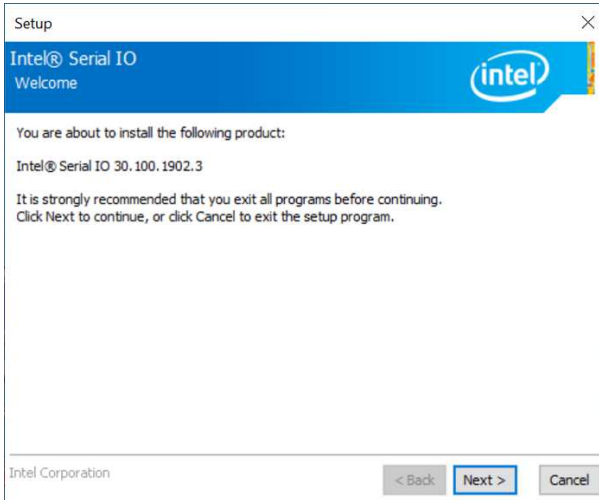 Setup
Intel® Serial IO
Welcome
intel
You are about to install the following product:
Intel® Serial IO 30.100.1902.3
It is strongly recommended that you exit all programs before continuing.
Click Next to continue, or click Cancel to exit the setup program.
Intel Corporation
< Back
Next >
Cancel